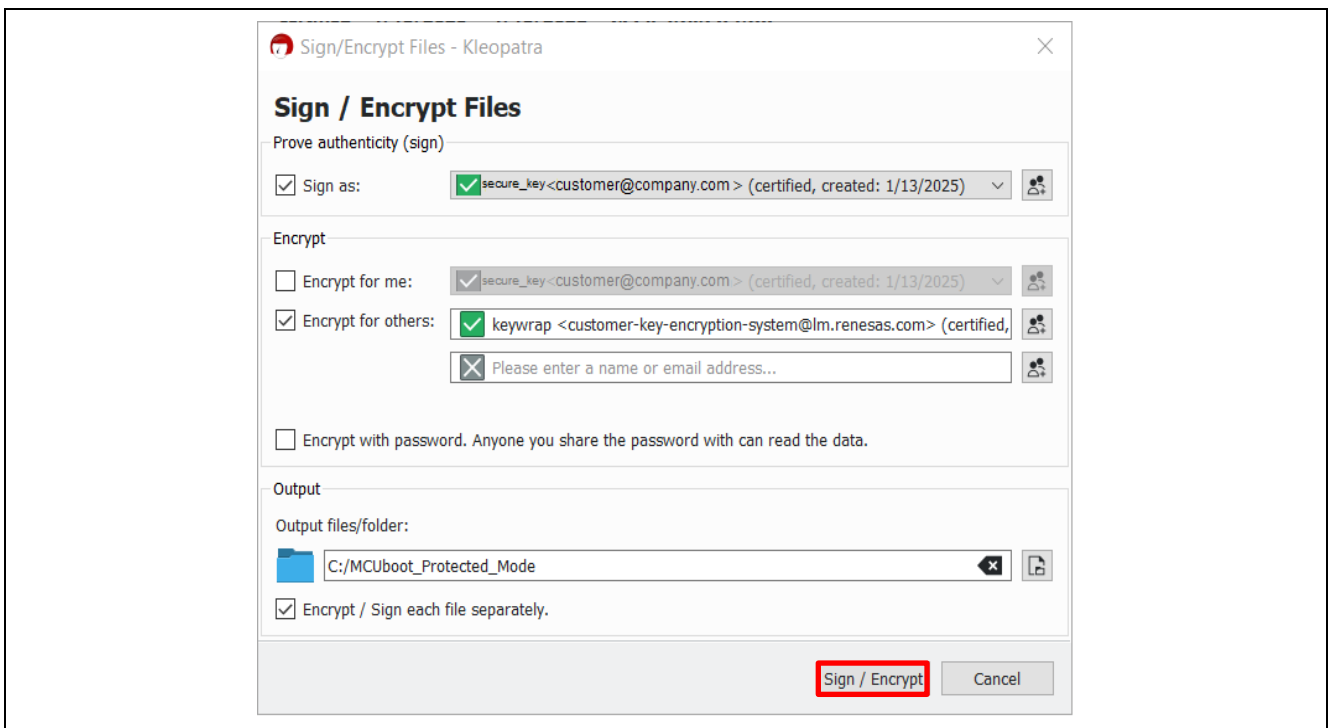 Sign/Encrypt Files - Kleopatra
Sign / Encrypt Files
Prove authenticity (sign)
Sign as: secure_key<customer@company.com > (certified, created: 1/13/2025)
Encrypt
Encrypt for me: secure_key<customer@company.com > (certified, created: 1/13/2025)
Encrypt for others: keywrap <customer-key-encryption-system@lm.renesas.com> (certified,
Please enter a name or email address...
Encrypt with password. Anyone you share the password with can read the data.
Output
Output files/folder:
C:/MCUboot_Protected_Mode
Encrypt / Sign each file separately.
Sign / Encrypt Cancel